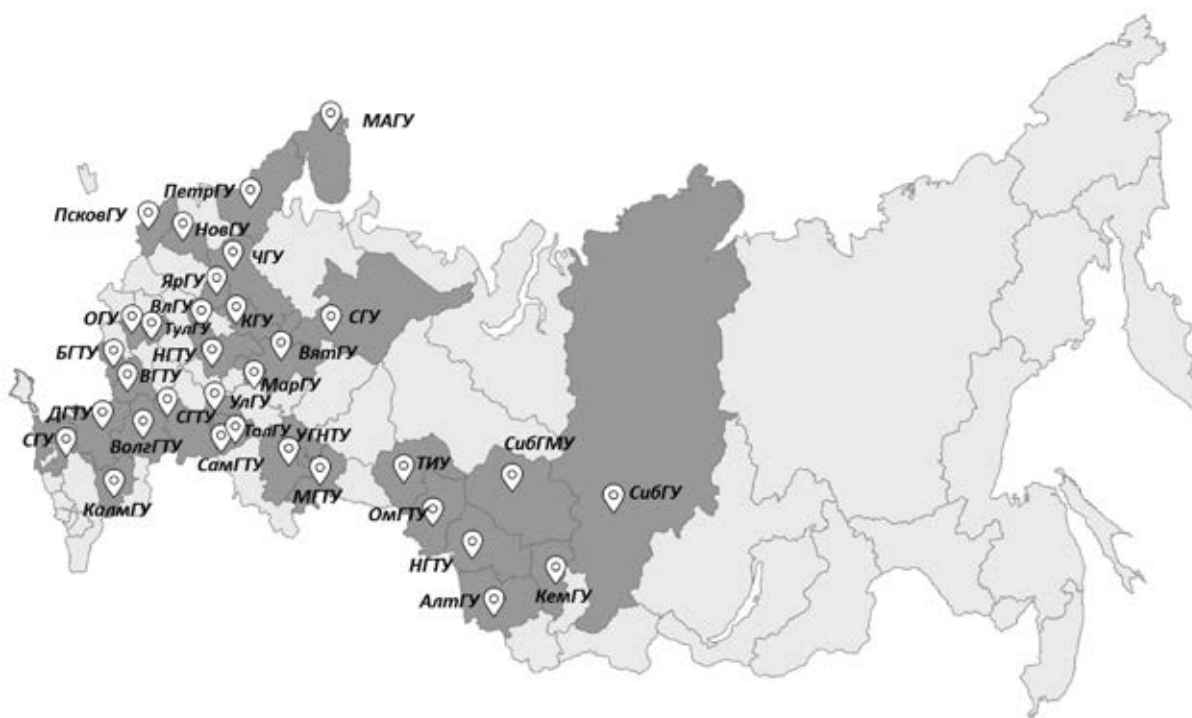 МАГУ
ПетрГУ
ПсковГУ
НовГУ
ЧГУ
ЯрГУ
ВлГУ
КГУ
СГУ
ОГУ
ТулГУ
БГТУ
НГТУ
ВятГУ
ВГТУ
МарГУ
УлГУ
ДГТУ
СГТУ
СГУ
ВолгГТУ
ТолГУ
УГНТУ
СамГТУ
СибГМУ
ТИУ
МГТУ
КалмГУ
СибГУ
ОмГТУ
НГТУ
КемГУ
АлтГУ